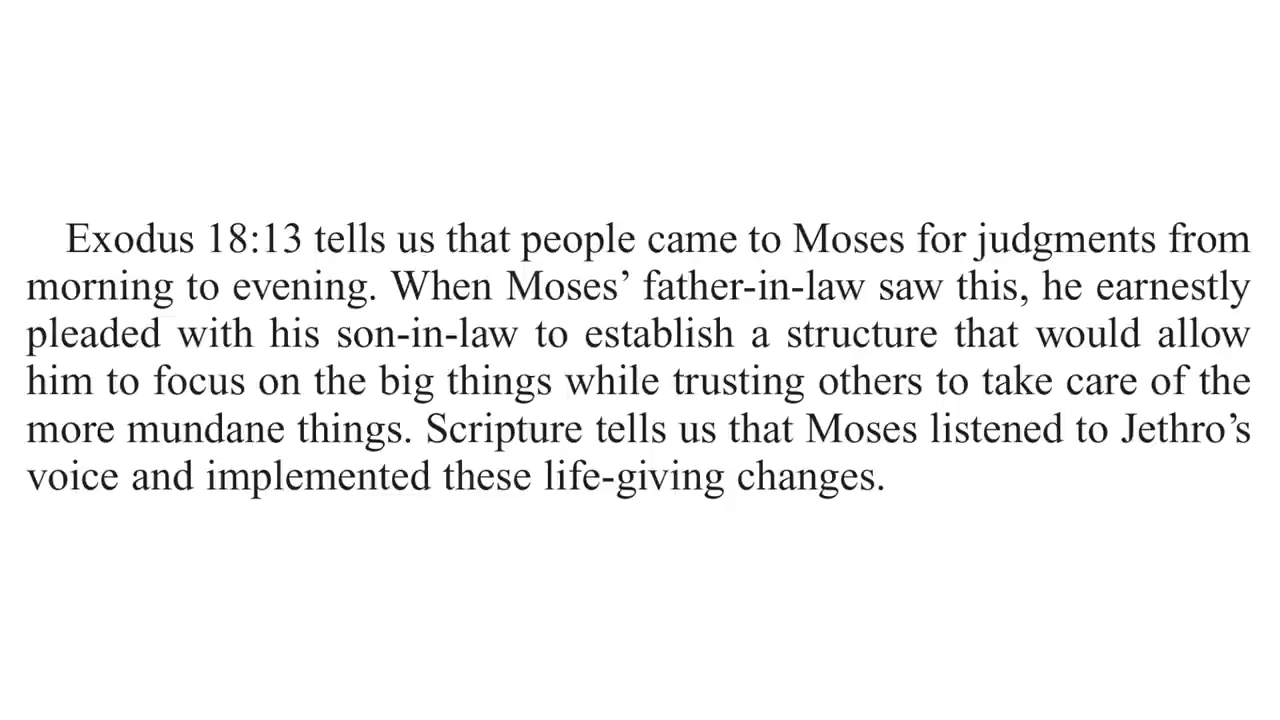 Exodus 18:13 tells us that people came to Moses for judgments from
morning to evening. When Moses’ father-in-law saw this, he earnestly
pleaded with his son-in-law to establish a structure that would allow
him to focus on the big things while trusting others to take care of the
more mundane things. Scripture tells us that Moses listened to Jethro’s
voice and implemented these life-giving changes.